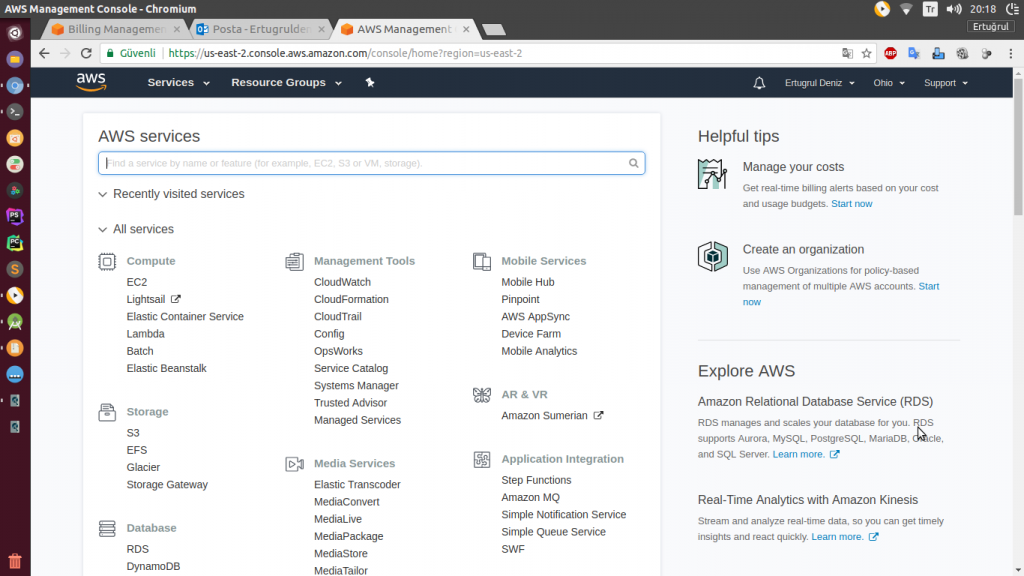 AWS Management Console - Chromium
Tr
20:18
Ertuğrul
Billing Managemen
Posta - Ertugrulden
AWS Management
Güvenli
https://us-east-2.console.aws.amazon.com/console/home?region=us-east-2
ABP
aws
Services
Resource Groups
Ertugrul Deniz
Ohio
Support
AWS services
Find a service by name or feature (for example, EC2, S3 or VM, storage).
Recently visited services
All services
Compute
EC2
Lightsail
Elastic Container Service
Lambda
Batch
Elastic Beanstalk
Storage
S3
EFS
Glacier
Storage Gateway
Database
RDS
DynamoDB
Management Tools
CloudWatch
CloudFormation
CloudTrail
Config
OpsWorks
Service Catalog
Systems Manager
Trusted Advisor
Managed Services
Media Services
Elastic Transcoder
MediaConvert
MediaLive
MediaPackage
MediaStore
MediaTailor
Mobile Services
Mobile Hub
Pinpoint
AWS AppSync
Device Farm
Mobile Analytics
AR & VR
Amazon Sumerian
Application Integration
Step Functions
Amazon MQ
Simple Notification Service
Simple Queue Service
SWF
Helpful tips
Manage your costs
Get real-time billing alerts based on your cost
and usage budgets. Start now
Create an organization
Use AWS Organizations for policy-based
management of multiple AWS accounts. Start
now
Explore AWS
Amazon Relational Database Service (RDS)
RDS manages and scales your database for you. RDS
supports Aurora, MySQL, PostgreSQL, MariaDB, Oracle,
and SQL Server. Learn more.
Real-Time Analytics with Amazon Kinesis
Stream and analyze real-time data, so you can get timely
insights and react quickly. Learn more.
PS
PC
S